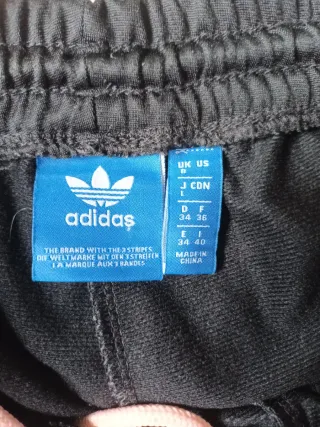 adidas
THE BRAND WITH THE 3 STRIPES
DIE WELTMARKE MIT DEN 3 STREIFEN
LA MARQUE AUX 3 BANDES
UK US
J CDN
L
D F
34 36
E I
34 40
MADE IN
CHINA